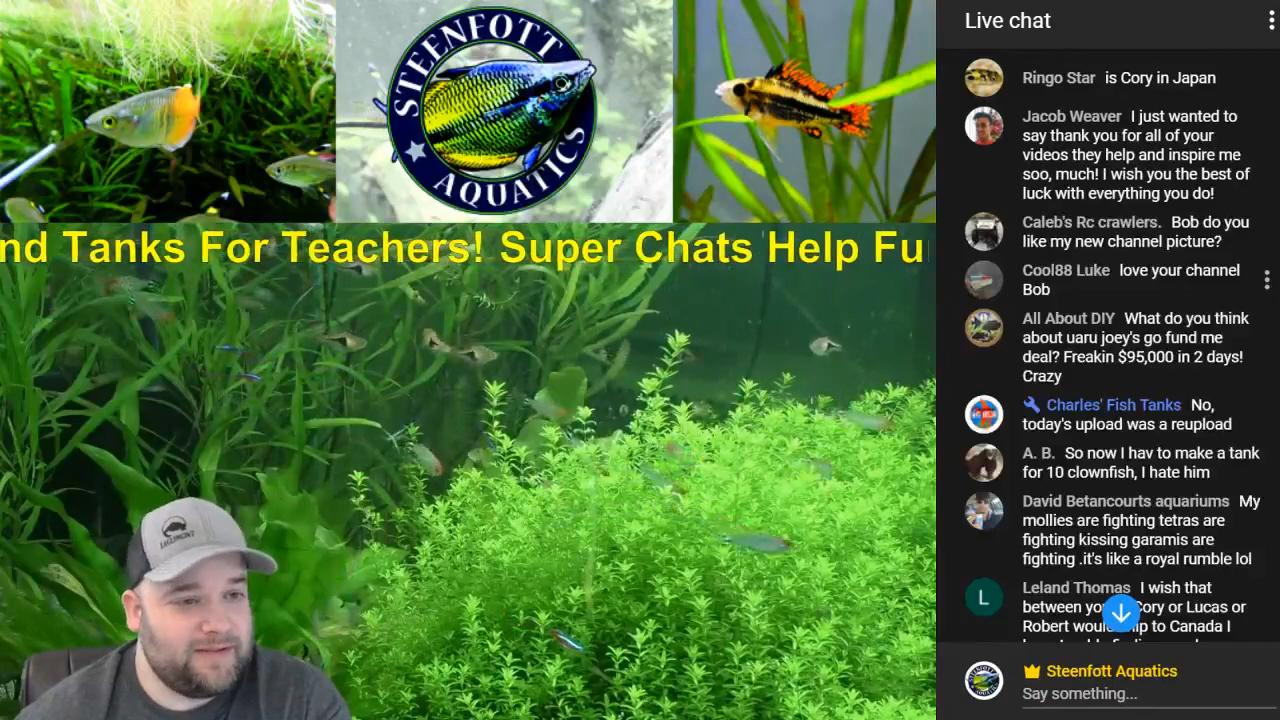 STEENFOTT
AQUATICS
nd Tanks For Teachers! Super Chats Help Fu
Live chat
Ringo Star is Cory in Japan
Jacob Weaver I just wanted to
say thank you for all of your
videos they help and inspire me
soo, much! I wish you the best of
luck with everything you do!
Caleb's Rc crawlers. Bob do you
like my new channel picture?
Cool88 Luke love your channel
Bob
All About DIY What do you think
about uaru joey's go fund me
deal? Freakin $95,000 in 2 days!
Crazy
Charles' Fish Tanks No,
today's upload was a reupload
A. B. So now I hav to make a tank
for 10 clownfish, I hate him
David Betancourts aquariums My
mollies are fighting tetras are
fighting kissing garamis are
fighting .it's like a royal rumble lol
L
Leland Thomas I wish that
between Cory or Lucas or
Robert to Canada I
Steenfott Aquatics
Say something...